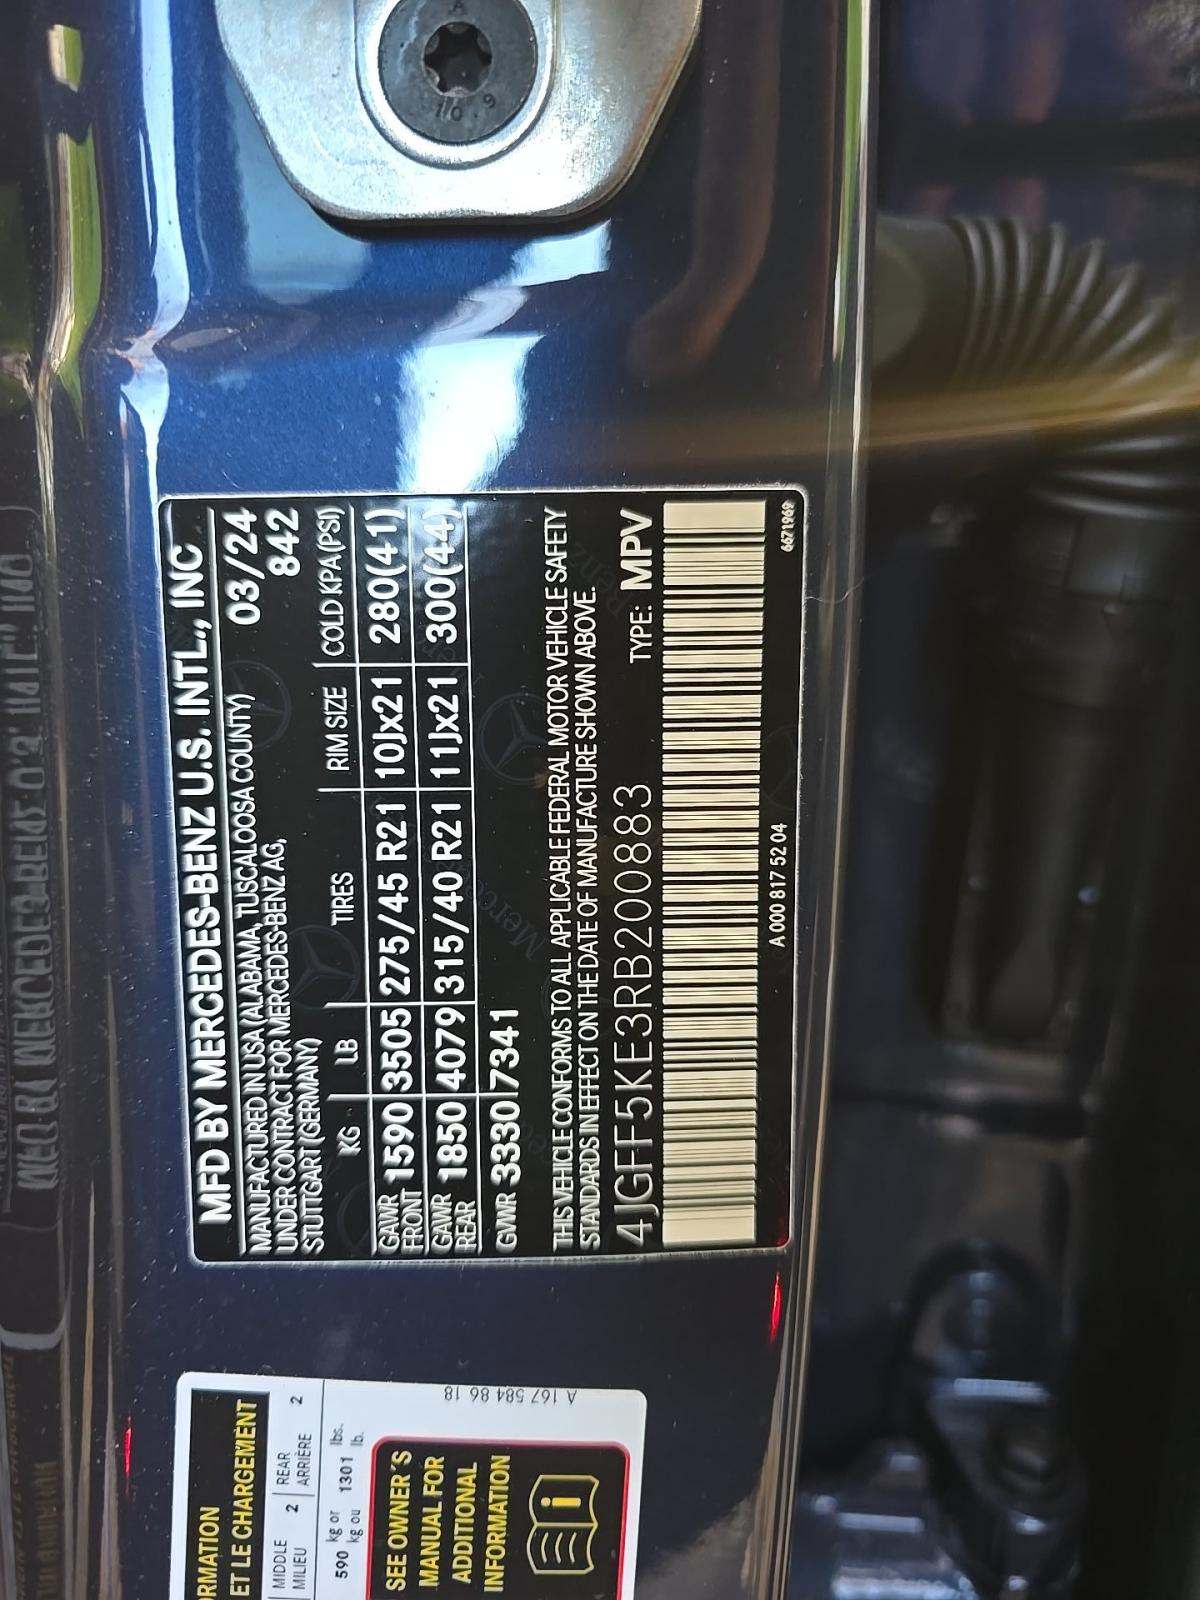 MFD BY MERCEDES-BENZ U.S. INTL., INC
MANUFACTURED IN USA (ALABAMA, TUSCALOOSA COUNTY) 03/24
UNDER CONTRACT FOR MERCEDES-BENZ AG, 842
STUTTGART (GERMANY)
KG LB TIRES RIM SIZE COLD KPA (PSI)
GAWR FRONT 1590 3505 275/45 R21 10Jx21 280(41)
GAWR REAR 1850 4079 315/40 R21 11Jx21 300(44)
GVWR 3330 7341
THIS VEHICLE CONFORMS TO ALL APPLICABLE FEDERAL MOTOR VEHICLE SAFETY
STANDARDS IN EFFECT ON THE DATE OF MANUFACTURE SHOWN ABOVE.
4JGFF5KE3RB200883 TYPE: MPV
A 000 817 52 04 6671969
ET LE CHARGEMENT
MIDDLE 2 REAR 2
MILIEU ARRIÈRE
590 kg or 1301 lbs.
kg ou lb.
SEE OWNER'S
MANUAL FOR
ADDITIONAL
INFORMATION
A 167 584 86 18
10.9